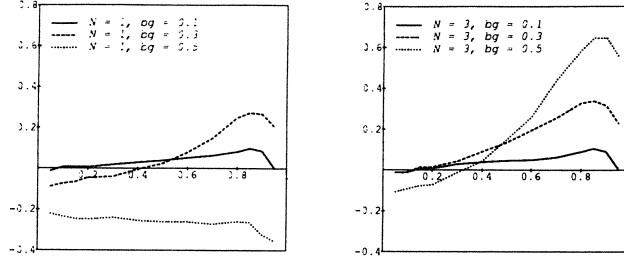 0.8
N = 1, bg = 0.1
N = 1, bg = 0.3
N = 1, bg = 0.5
0.4
0.2
0.2 0.4 0.6 0.8
-0.2
-0.4
0.8
N = 3, bg = 0.1
N = 3, bg = 0.3
N = 3, bg = 0.5
0.6
0.4
0.2
0.2 0.4 0.6 0.8
-0.2
-0.4